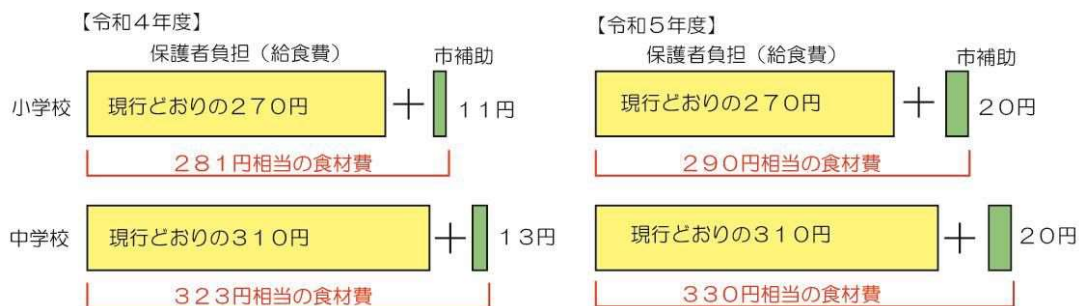 【令和4年度】
保護者負担（給食費）
市補助
小学校
現行どおりの270円
＋
11円
281円相当の食材費
中学校
現行どおりの310円
＋
13円
323円相当の食材費
【令和5年度】
保護者負担（給食費）
市補助
現行どおりの270円
＋
20円
290円相当の食材費
現行どおりの310円
＋
20円
330円相当の食材費